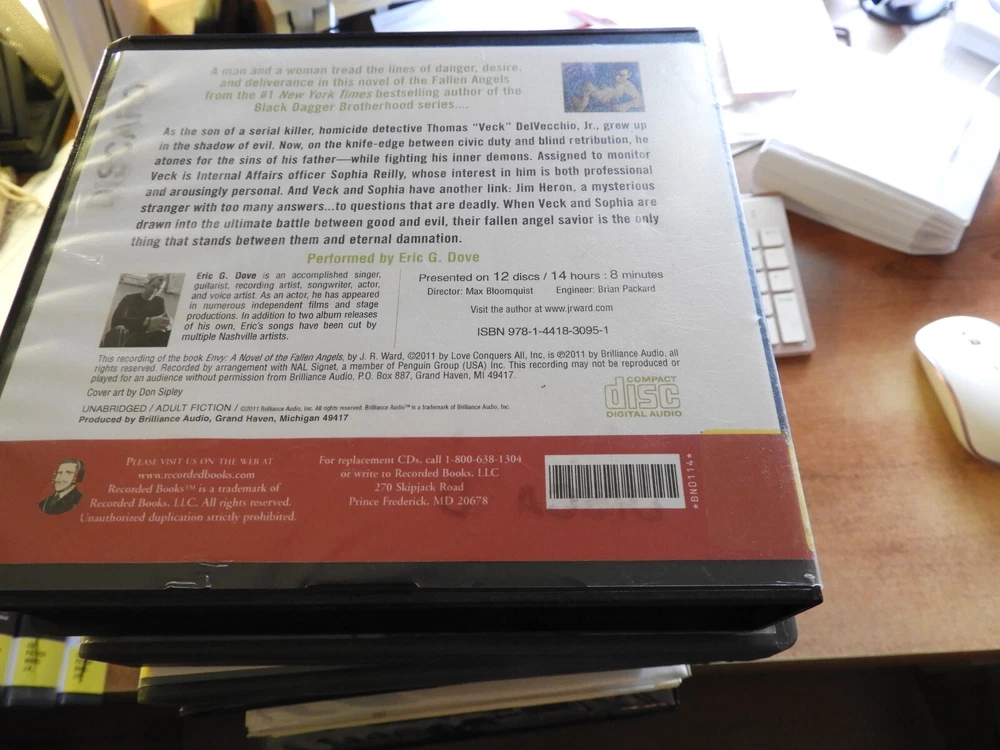 A man and a woman tread the lines of danger, desire,
and deliverance in this novel of the Fallen Angels
from the #1 New York Times bestselling author of the
Black Dagger Brotherhood series....
As the son of a serial killer, homicide detective Thomas "Veck" DelVecchio, Jr., grew up
in the shadow of evil. Now, on the knife-edge between civic duty and blind retribution, he
atones for the sins of his father—while fighting his inner demons. Assigned to monitor
Veck is Internal Affairs officer Sophia Reilly, whose interest in him is both professional
and arousingly personal. And Veck and Sophia have another link: Jim Heron, a mysterious
stranger with too many answers...to questions that are deadly. When Veck and Sophia are
drawn into the ultimate battle between good and evil, their fallen angel savior is the only
thing that stands between them and eternal damnation.
Performed by Eric G. Dove
Eric G. Dove is an accomplished singer,
guitarist, recording artist, songwriter, actor,
and voice artist. As an actor, he has appeared
in numerous independent films and stage
productions. In addition to two album releases
of his own, Eric's songs have been cut by
multiple Nashville artists.
Presented on 12 discs / 14 hours : 8 minutes
Director: Max Bloomquist Engineer: Brian Packard
Visit the author at www.jrward.com
ISBN 978-1-4418-3095-1
This recording of the book Envy: A Novel of the Fallen Angels, by J. R. Ward, ©2011 by Love Conquers All, Inc. is ℗2011 by Brilliance Audio, all
rights reserved. Recorded by arrangement with NAL Signet, a member of Penguin Group (USA) Inc. This recording may not be reproduced or
played for an audience without permission from Brilliance Audio, P.O. Box 887, Grand Haven, MI 49417.
Cover art by Don Sipley
UNABRIDGED / ADULT FICTION / ©2011 Brilliance Audio, Inc. All rights reserved. Brilliance Audio™ is a trademark of Brilliance Audio, Inc.
Produced by Brilliance Audio, Grand Haven, Michigan 49417
COMPACT
disc
DIGITAL AUDIO
PLEASE VISIT US ON THE WEB AT
www.recordedbooks.com
Recorded Books™ is a trademark of
Recorded Books, LLC. All rights reserved.
Unauthorized duplication strictly prohibited.
For replacement CDs, call 1-800-638-1304
or write to Recorded Books, LLC
270 Skipjack Road
Prince Frederick, MD 20678
*BN0114*